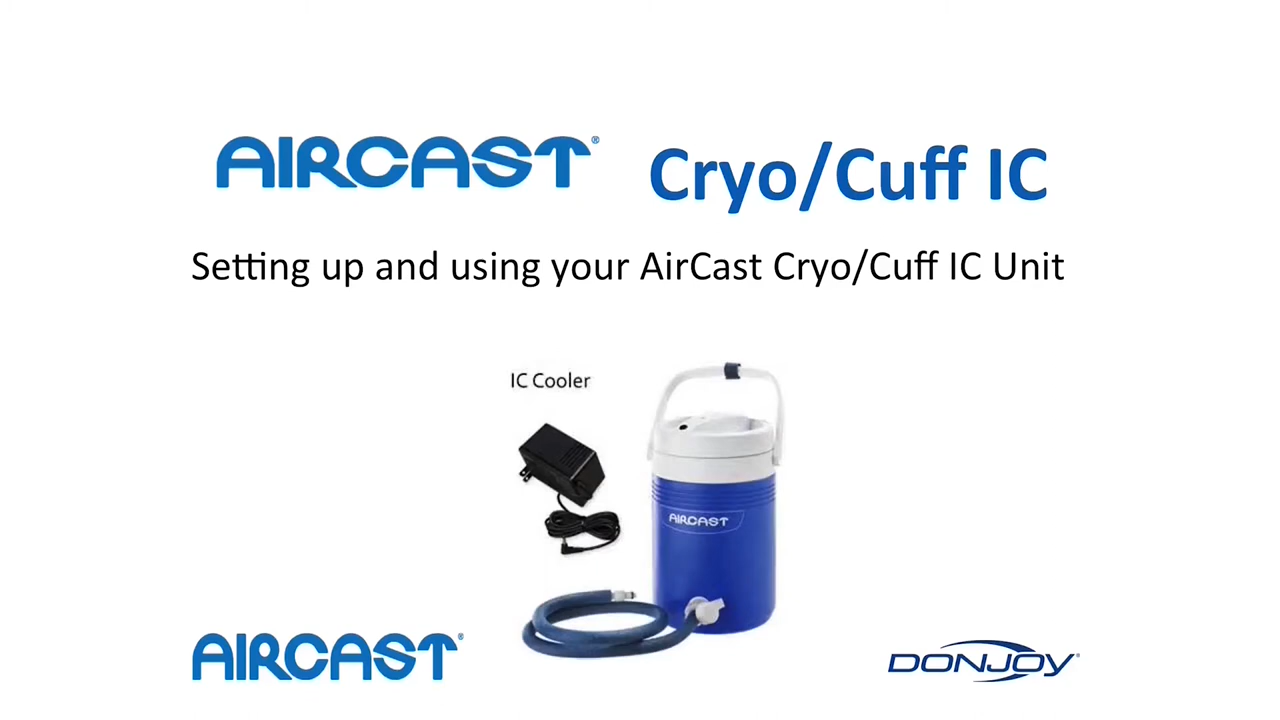 AIRCAST® Cryo/Cuff IC
Setting up and using your AirCast Cryo/Cuff IC Unit
IC Cooler
AIRCAST
AIRCAST®
DONJOY®